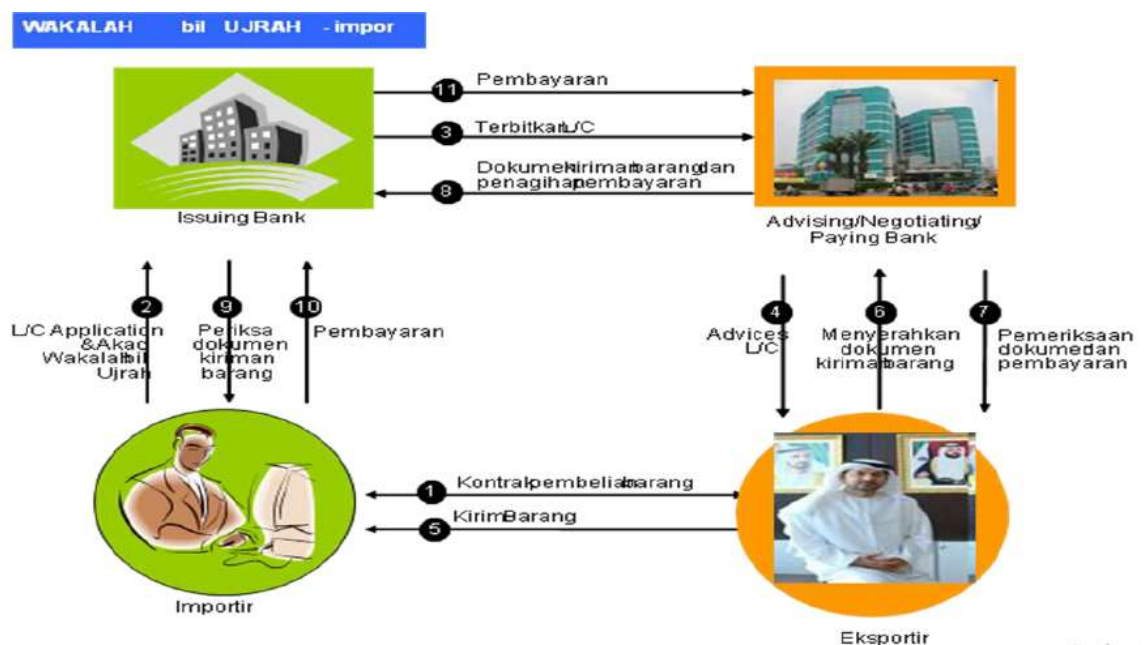 WAKALAH bil UJRAH - impor
11 Pembayaran
3 Terbitkan L/C
Dokumen kiriman barang dan
8 penagihan pembayaran
Issuing Bank
Advising/Negotiating/
Paying Bank
2
L/C Application
& Akad
Wakalah bil
Ujrah
9
Periksa
dokumen
kiriman
barang
10
Pembayaran
4
Advices
L/C
6
Menyerahkan
dokumen
kiriman barang
7
Pemeriksaan
dokumen dan
pembayaran
1 Kontrak pembelian barang
5 Kirim Barang
Importir
Eksportir